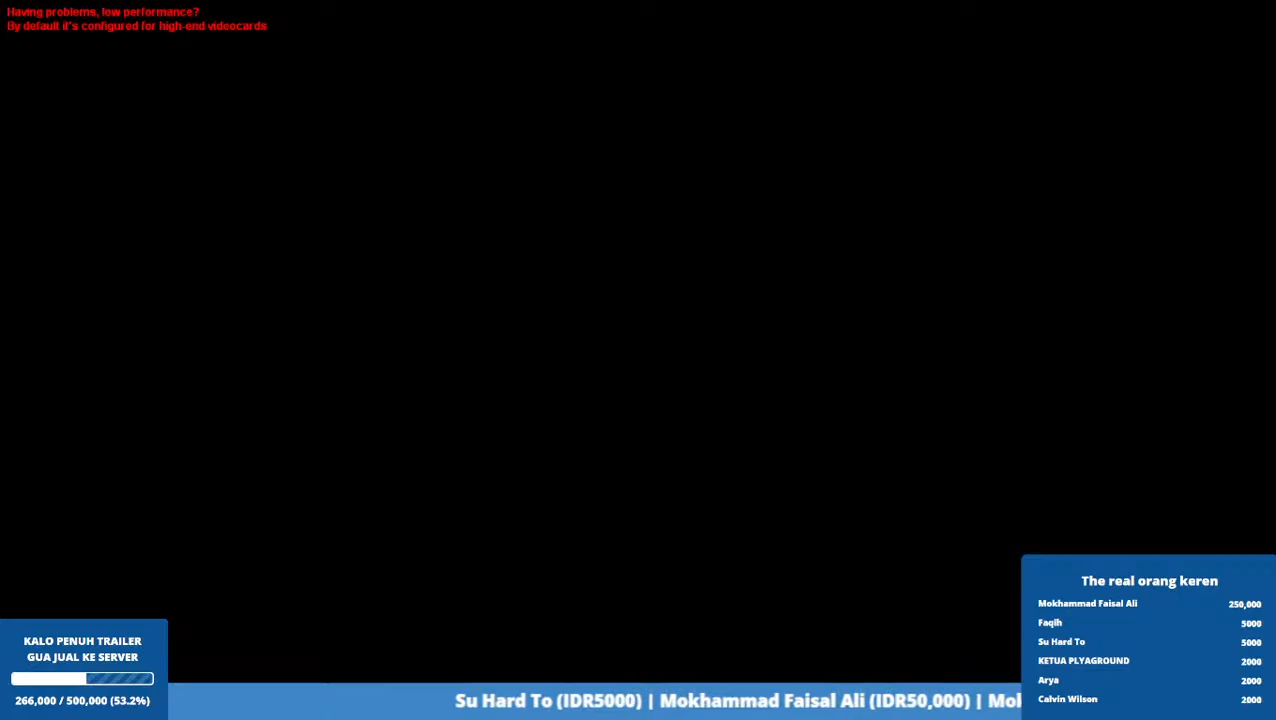 Having problems, low performance?
By default it's configured for high-end videocards
The real orang keren
Mokhammad Faisal Ali 250,000
Faqih 5000
Su Hard To 5000
KETUA PLYAGROUND 2000
Arya 2000
Calvin Wilson 2000
KALO PENUH TRAILER
GUA JUAL KE SERVER
266,000 / 500,000 (53.2%)
Su Hard To (IDR5000) | Mokhammad Faisal Ali (IDR50,000) | Mok